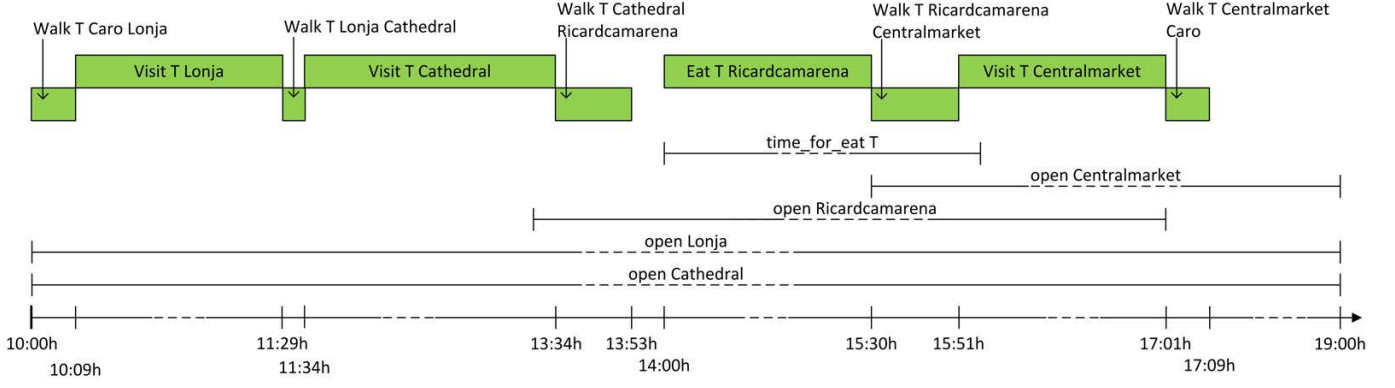 Walk T Caro Lonja
Walk T Lonja Cathedral
Walk T Cathedral
Ricardcamarena
Walk T Ricardcamarena
Centralmarket
Walk T Centralmarket
Caro
Visit T Lonja
Visit T Cathedral
Eat T Ricardcamarena
Visit T Centralmarket
time_for_eat T
open Centralmarket
open Ricardcamarena
open Lonja
open Cathedral
10:00h
10:09h
11:29h
11:34h
13:34h
13:53h
14:00h
15:30h
15:51h
17:01h
17:09h
19:00h